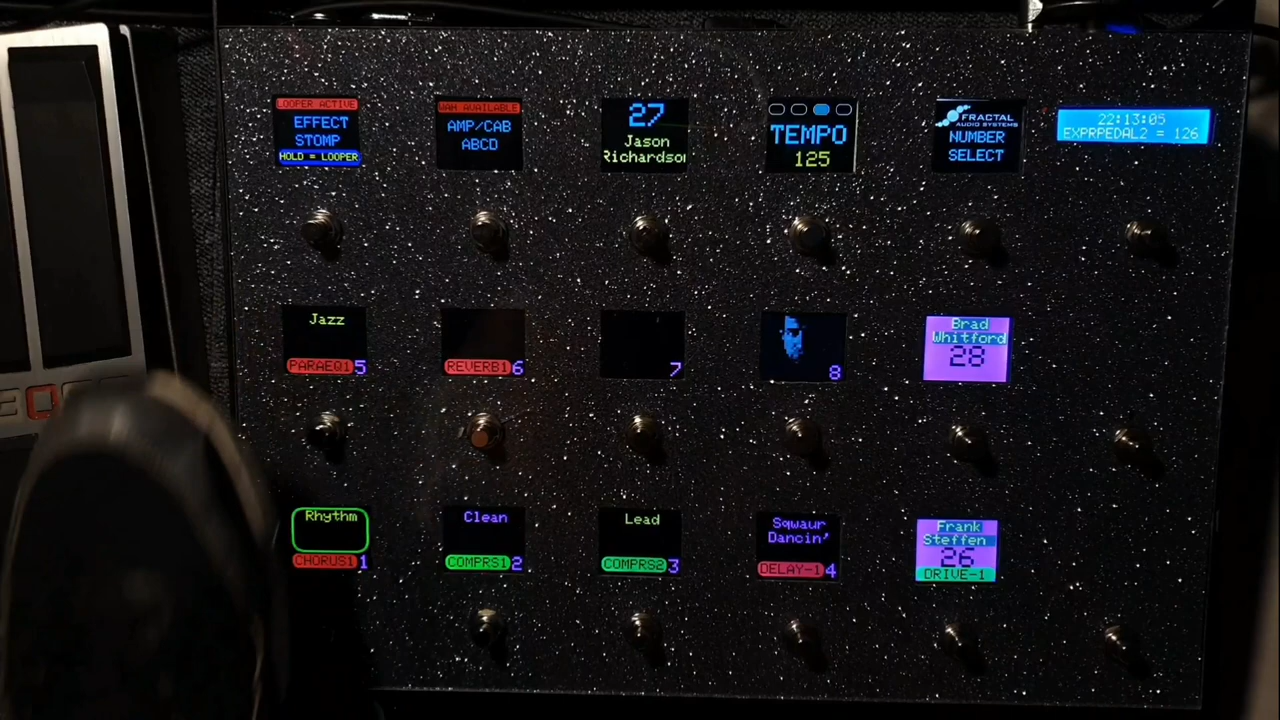 LOOPER ACTIVE
EFFECT
STOMP
HOLD = LOOPER
WAH AVAILABLE
AMP/CAB
ABCD
27
Jason
Richardson
TEMPO
125
FRACTAL
AUDIO SYSTEMS
NUMBER
SELECT
22:13:05
EXPRPEDAL2 = 126
Jazz
PARAEQ1 5
REVERB1 6
7
8
Brad
Whitford
28
Rhythm
CHORUS1 1
Clean
COMPRS1 2
Lead
COMPRS2 3
Sqwaur
Dancin'
DELAY-1 4
Frank
Steffen
26
DRIVE-1